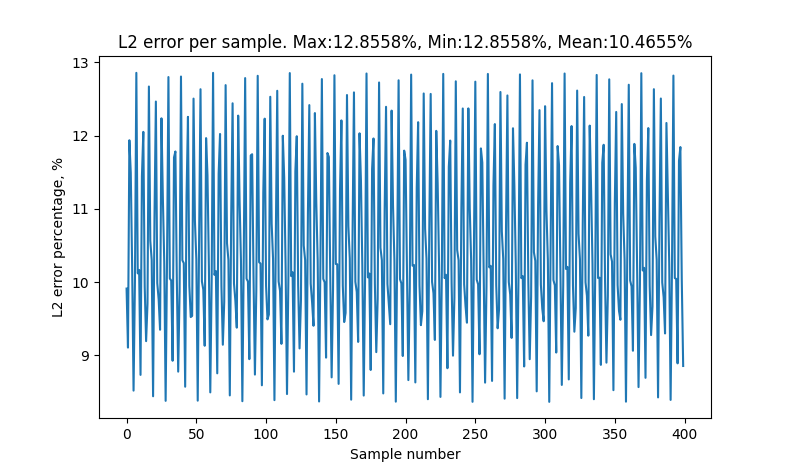 L2 error per sample. Max:12.8558%, Min:12.8558%, Mean:10.4655%
13
12
11
10
9
L2 error percentage, %
0 50 100 150 200 250 300 350 400
Sample number